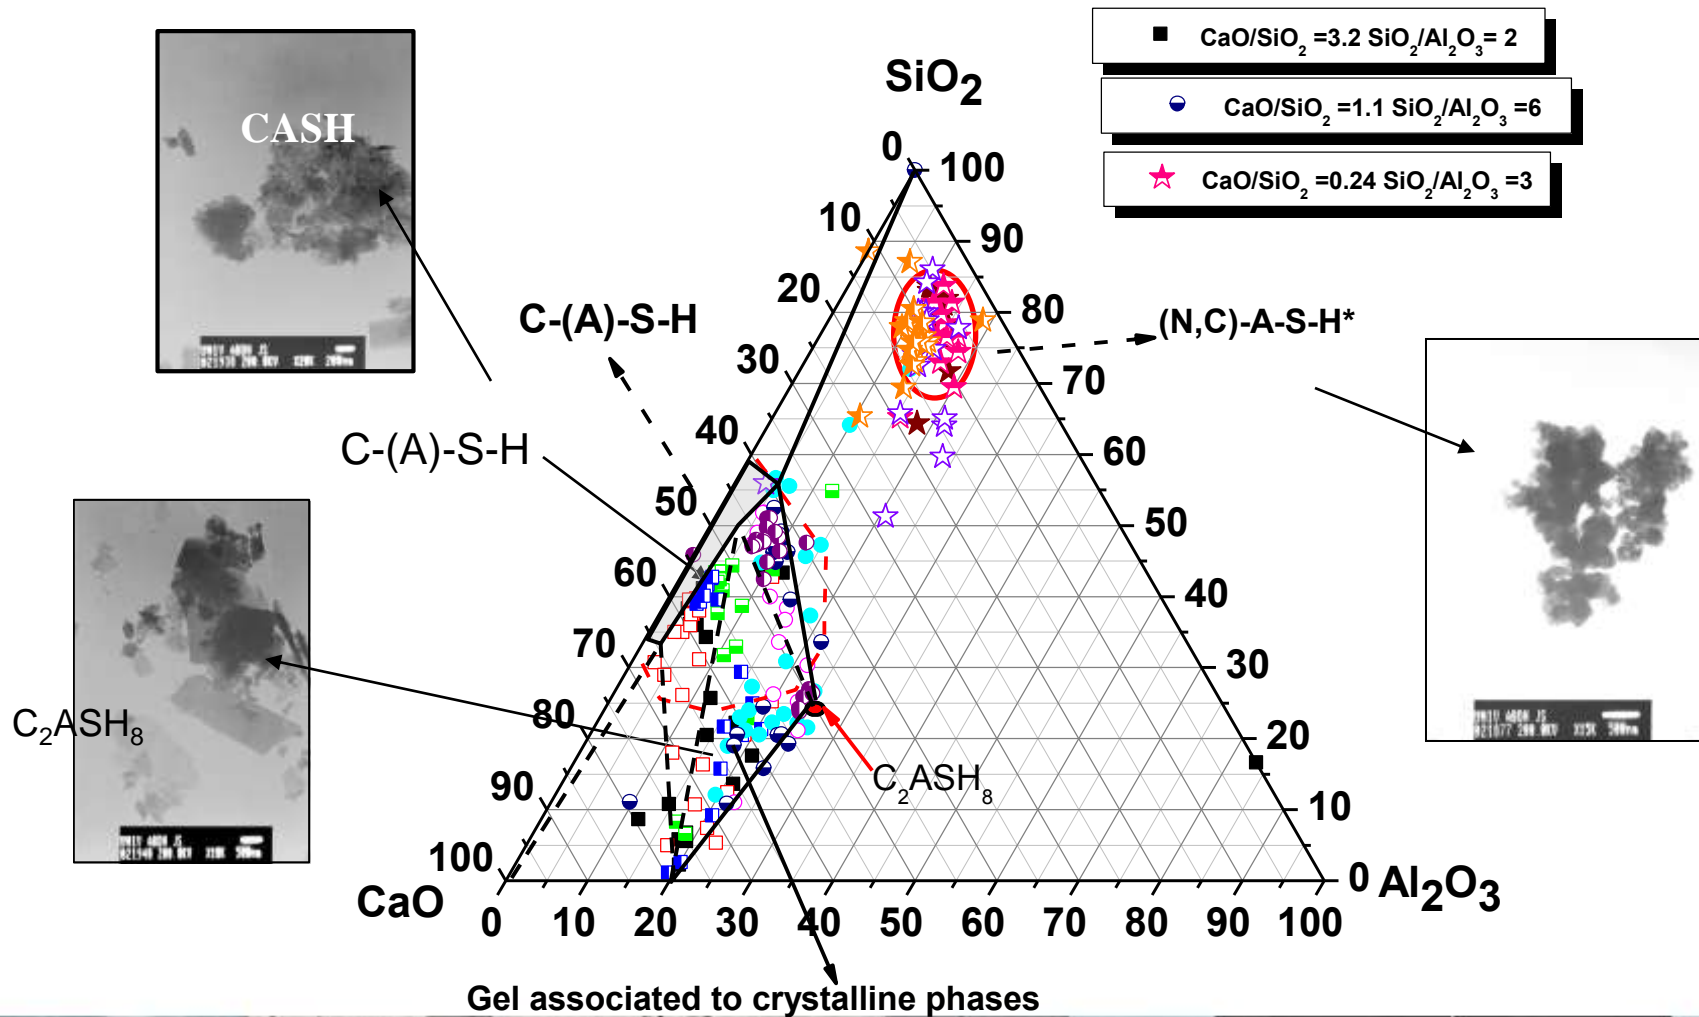 CaO/SiO2 =3.2 SiO2/Al2O3= 2
CaO/SiO2 =1.1 SiO2/Al2O3 =6
CaO/SiO2 =0.24 SiO2/Al2O3 =3
SiO2
CASH
0
100
10
90
20
80
C-(A)-S-H
(N,C)-A-S-H*
30
70
40
60
C-(A)-S-H
50
50
60
40
70
30
C2ASH8
80
20
C2ASH8
90
10
100
0
CaO
Al2O3
0 10 20 30 40 50 60 70 80 90 100
Gel associated to crystalline phases